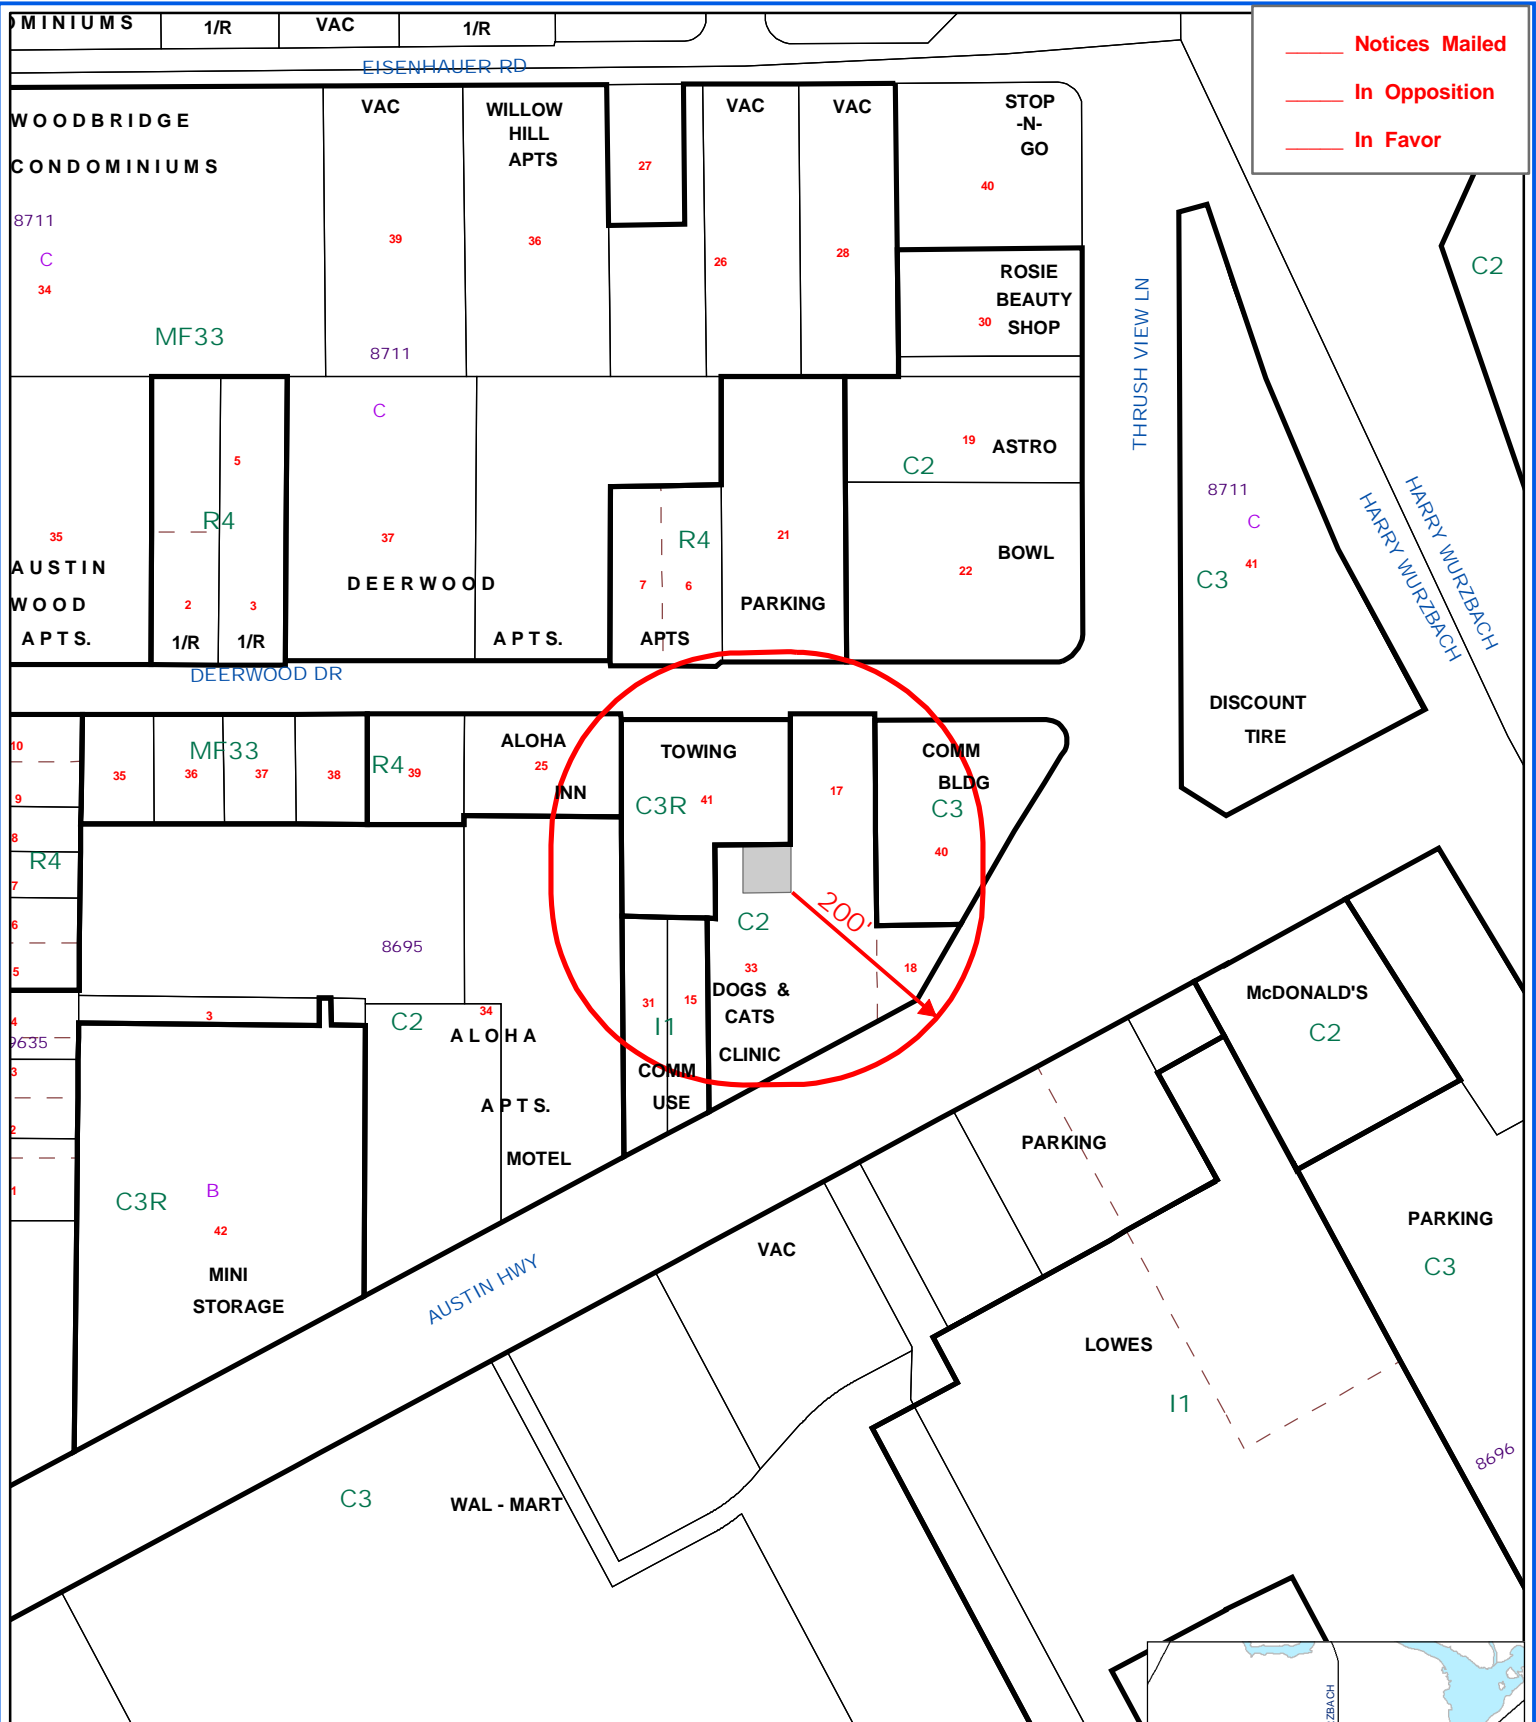 MINIUMS
1/R
VAC
1/R
Notices Mailed
In Opposition
In Favor
EISENHAUER RD
WOODBRIDGE
CONDOMINIUMS
8711
C
34
MF33
VAC
39
8711
WILLOW
HILL
APTS
36
27
VAC
26
VAC
28
STOP
-N-
GO
40
ROSIE
BEAUTY
SHOP
30
THRUSH VIEW LN
C2
35
AUSTIN
WOOD
APTS.
5
R4
2
3
1/R
1/R
C
37
DEERWOOD
APTS.
R4
7
6
APTS
21
PARKING
19
ASTRO
C2
BOWL
22
8711
C
41
C3
DISCOUNT
TIRE
HARRY WURZBACH
HARRY WURZBACH
DEERWOOD DR
10
9
8
R4
7
6
5
4
9635
3
2
1
35
MF33
36
37
38
R4
39
ALOHA
25
INN
TOWING
C3R
41
17
COMM
BLDG
C3
40
200'
C2
33
18
DOGS &
CATS
CLINIC
31
15
I1
COMM
USE
8695
3
C2
34
ALOHA
APTS.
MOTEL
C3R
B
42
MINI
STORAGE
AUSTIN HWY
McDONALD'S
C2
PARKING
PARKING
C3
VAC
LOWES
I1
8696
C3
WAL - MART
ZBACH